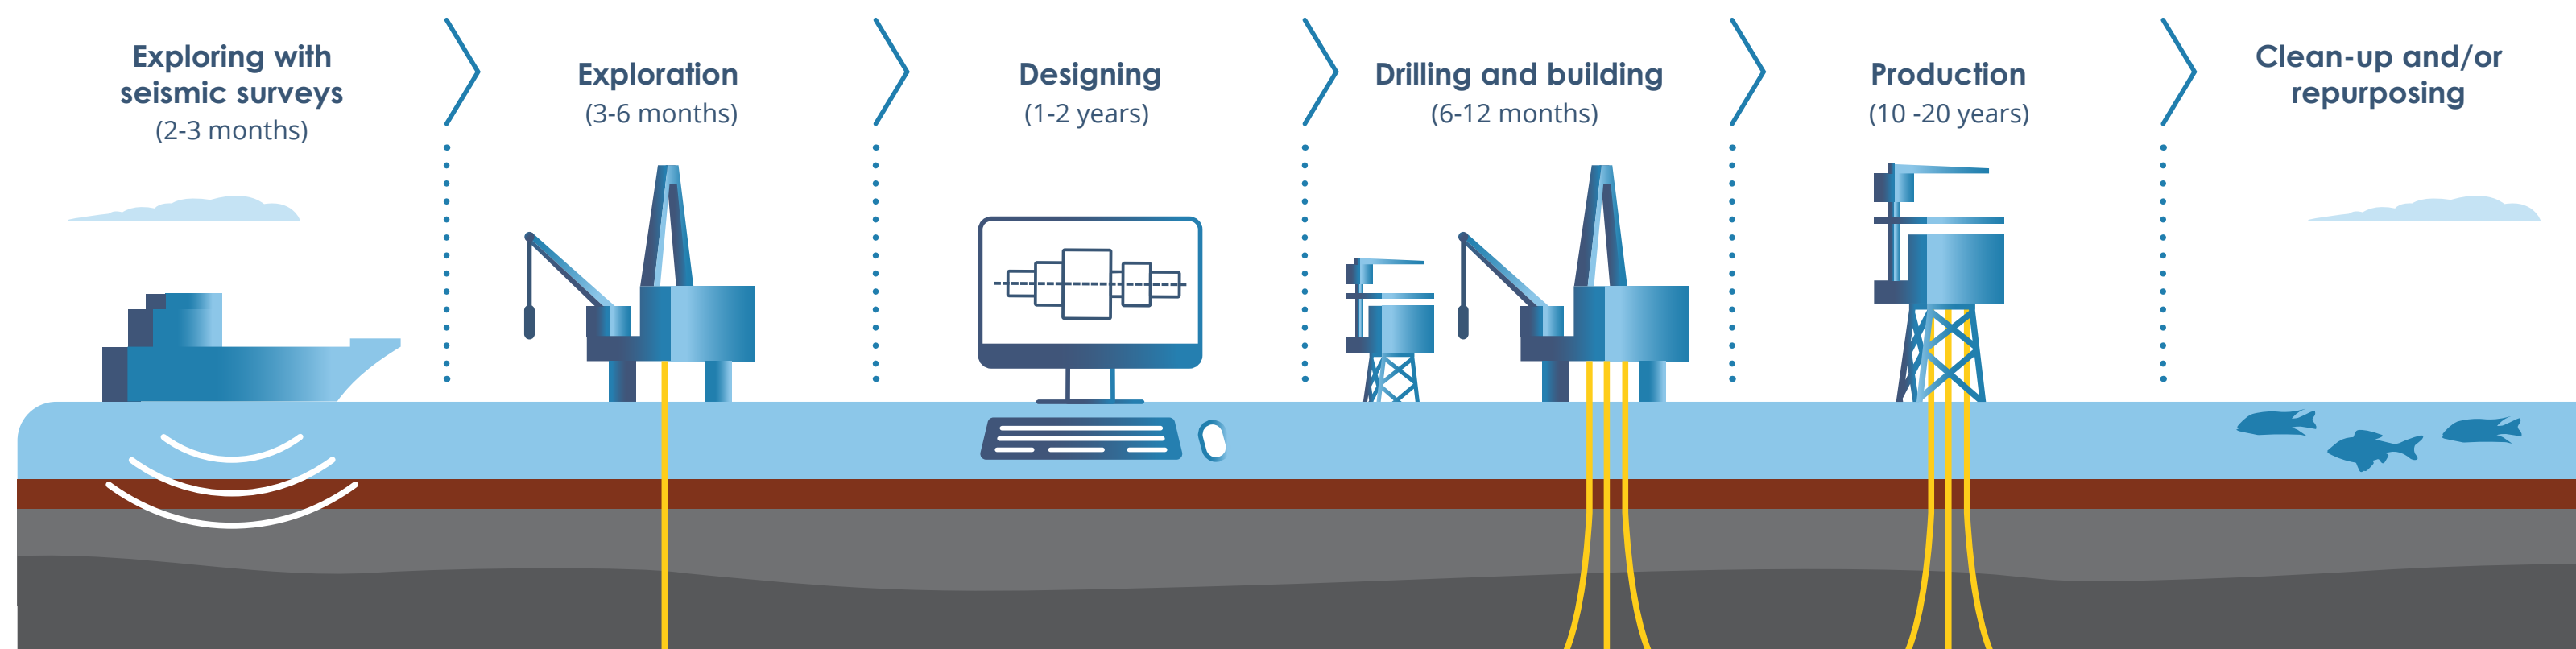 Exploring with
seismic surveys
(2-3 months)
Exploration
(3-6 months)
Designing
(1-2 years)
Drilling and building
(6-12 months)
Production
(10 -20 years)
Clean-up and/or
repurposing